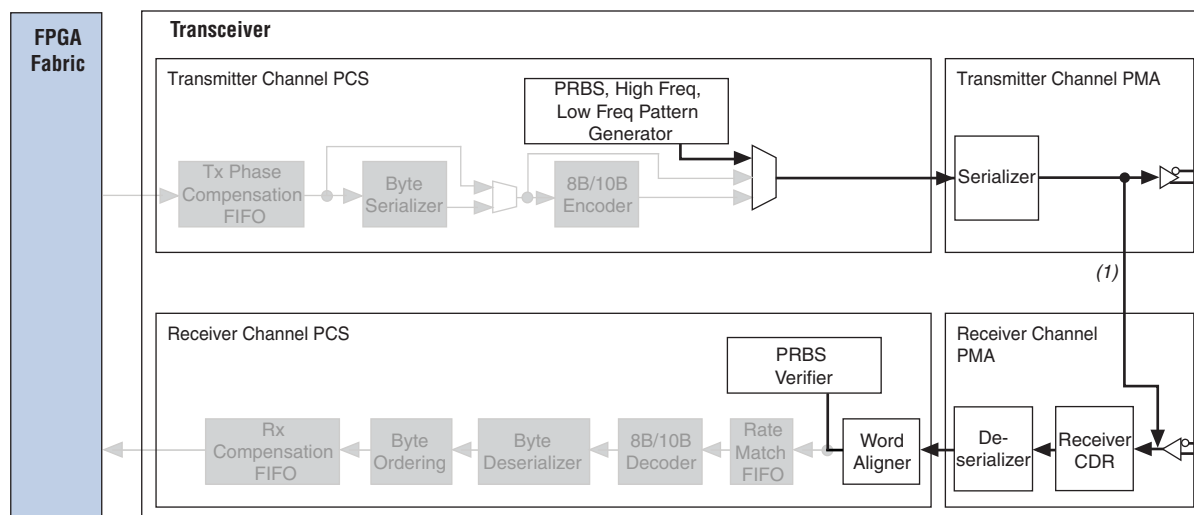 FPGA
Fabric
Transceiver
Transmitter Channel PCS
PRBS, High Freq,
Low Freq Pattern
Generator
Tx Phase
Compensation
FIFO
Byte
Serializer
8B/10B
Encoder
Transmitter Channel PMA
Serializer
(1)
Receiver Channel PCS
PRBS
Verifier
Rx
Compensation
FIFO
Byte
Ordering
Byte
Deserializer
8B/10B
Decoder
Rate
Match
FIFO
Word
Aligner
Receiver Channel
PMA
De-
serializer
Receiver
CDR